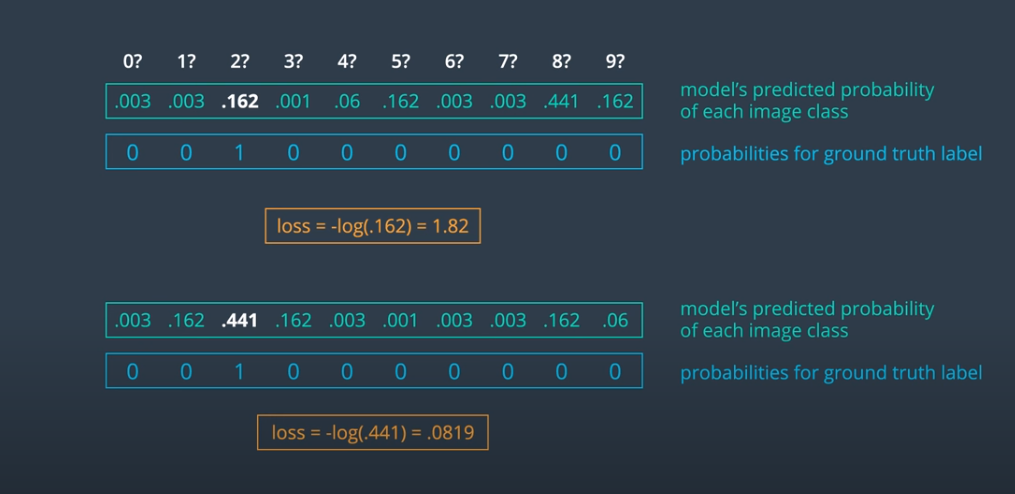 0? 1? 2? 3? 4? 5? 6? 7? 8? 9?
.003 .003 .162 .001 .06 .162 .003 .003 .441 .162
model's predicted probability
of each image class
0 0 1 0 0 0 0 0 0 0
probabilities for ground truth label
loss = -log(.162) = 1.82
.003 .162 .441 .162 .003 .001 .003 .003 .162 .06
model's predicted probability
of each image class
0 0 1 0 0 0 0 0 0 0
probabilities for ground truth label
loss = -log(.441) = .0819